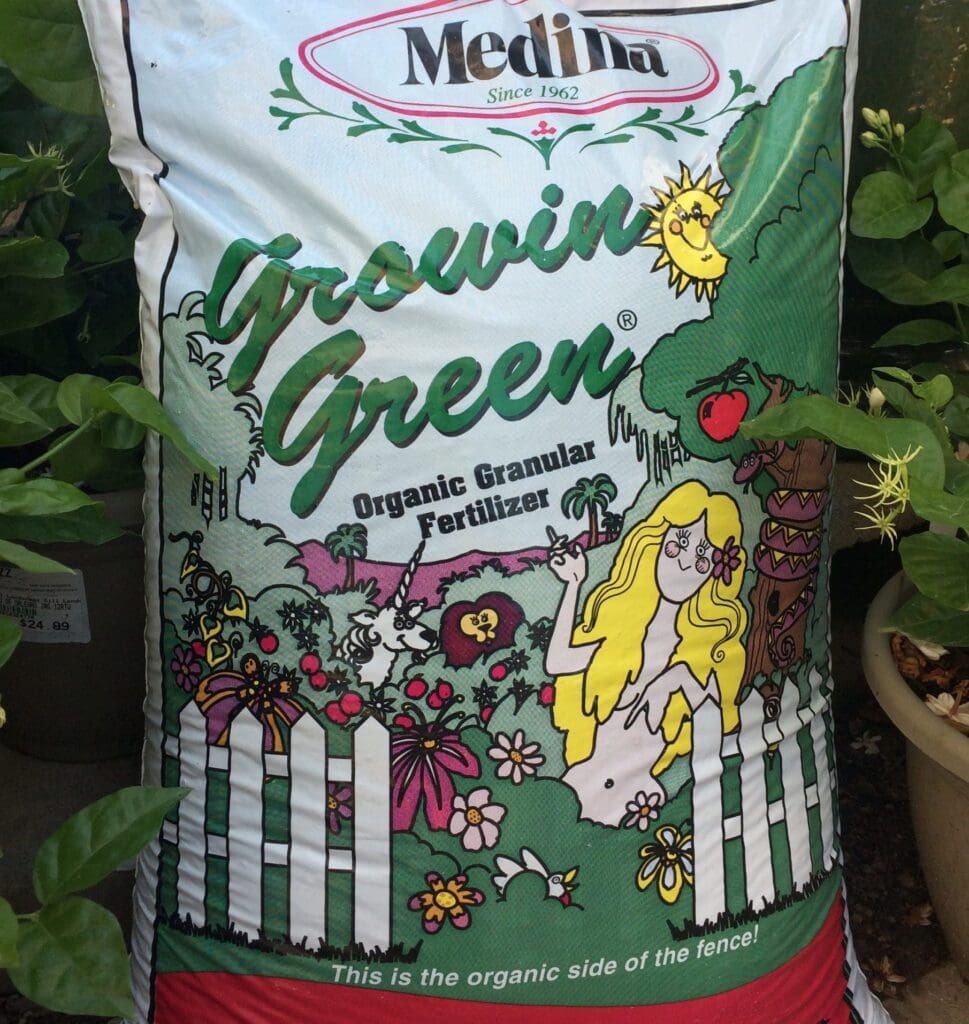 Medina®
Since 1962
Growin
Green®
Organic Granular
Fertilizer
$24.89
This is the organic side of the fence!